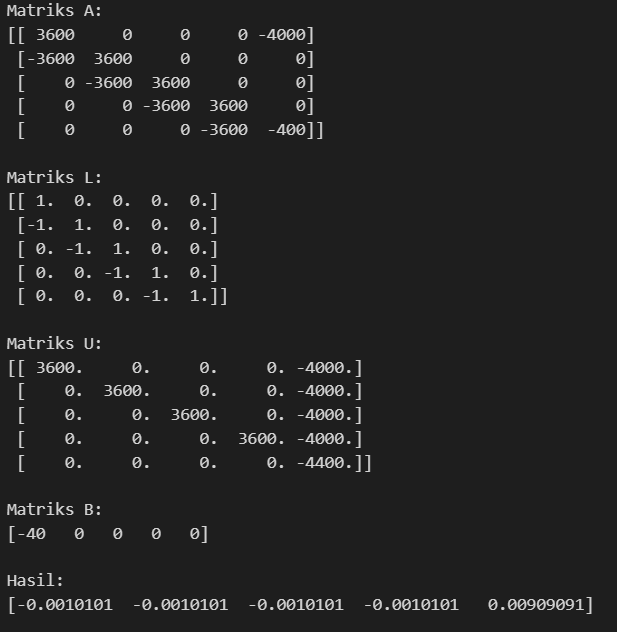 Matriks A:
[[ 3600     0     0     0 -4000]
 [-3600  3600     0     0     0]
 [    0 -3600  3600     0     0]
 [    0     0 -3600  3600     0]
 [    0     0     0 -3600  -400]]

Matriks L:
[[ 1.  0.  0.  0.  0.]
 [-1.  1.  0.  0.  0.]
 [ 0. -1.  1.  0.  0.]
 [ 0.  0. -1.  1.  0.]
 [ 0.  0.  0. -1.  1.]]

Matriks U:
[[ 3600.     0.     0.     0. -4000.]
 [    0.  3600.     0.     0. -4000.]
 [    0.     0.  3600.     0. -4000.]
 [    0.     0.     0.  3600. -4000.]
 [    0.     0.     0.     0. -4400.]]

Matriks B:
[-40   0   0   0   0]

Hasil:
[-0.0010101  -0.0010101  -0.0010101  -0.0010101   0.00909091]